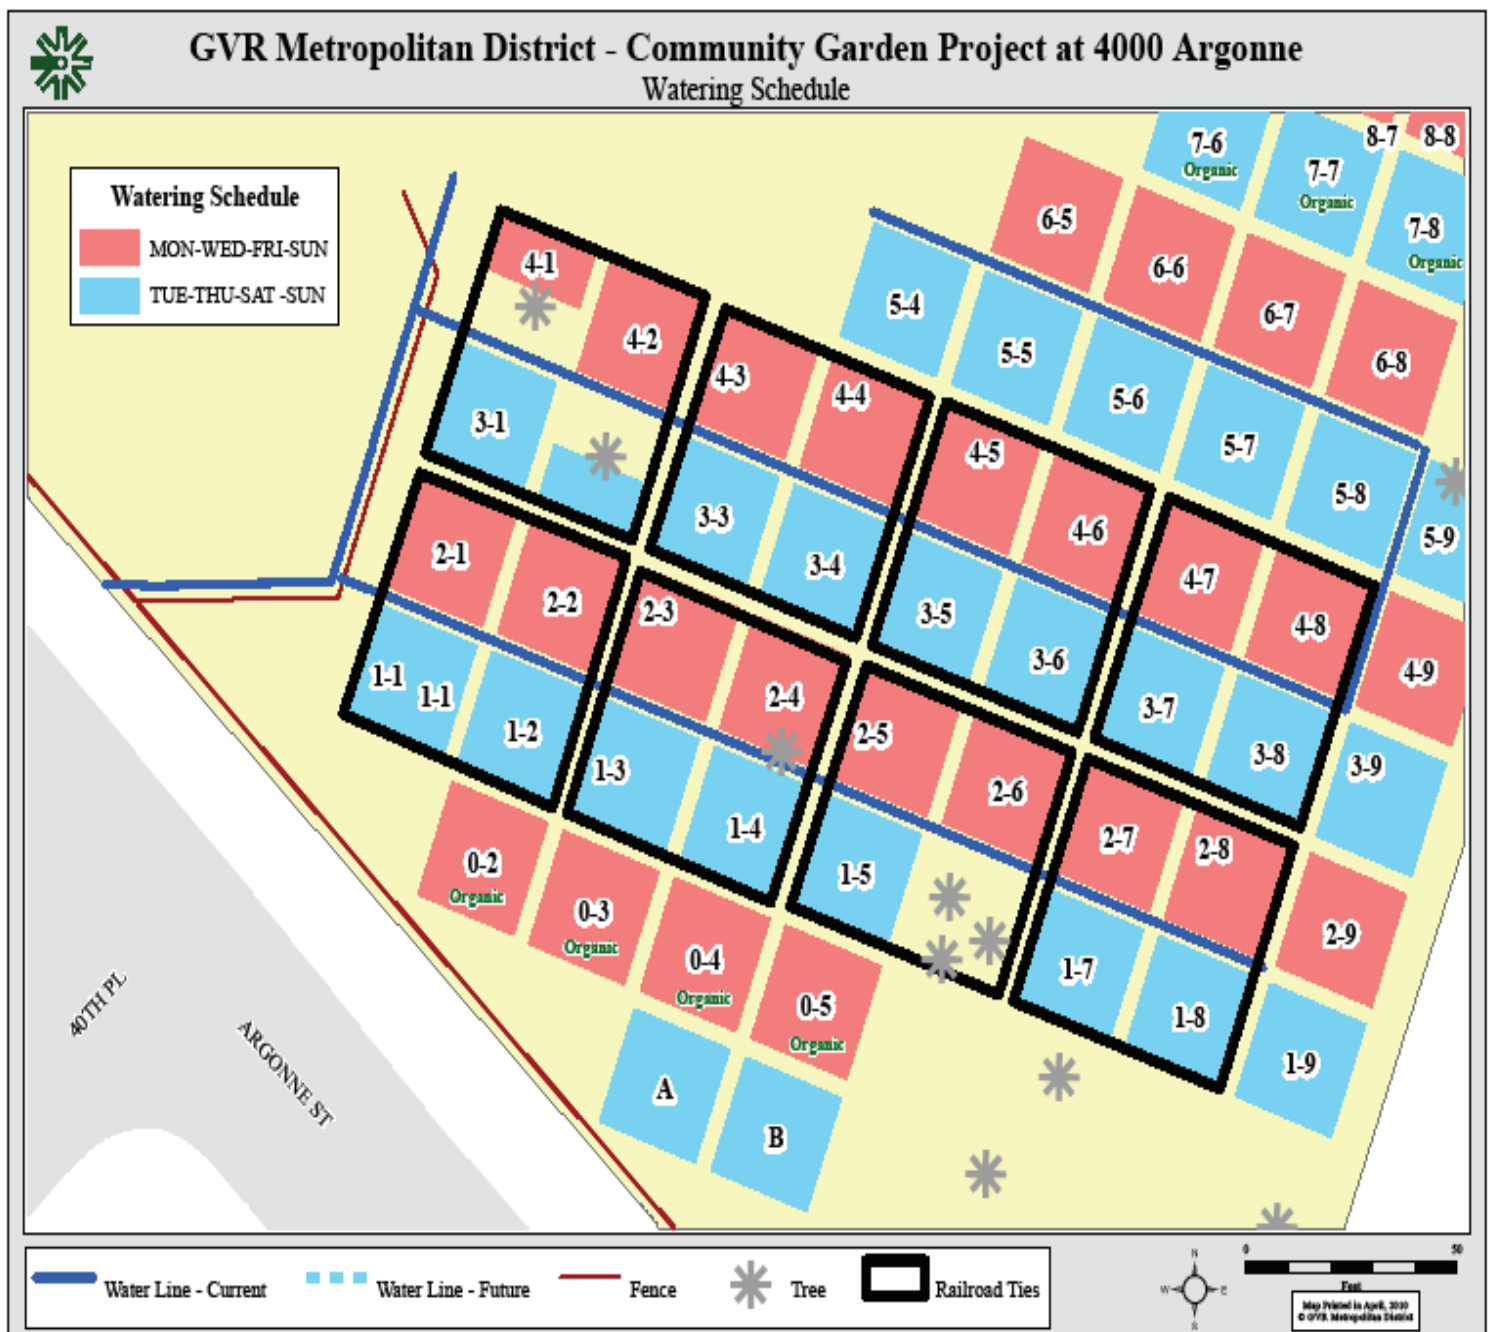 GVR Metropolitan District - Community Garden Project at 4000 Argonne
Watering Schedule
Watering Schedule
MON-WED-FRI-SUN
TUE-THU-SAT -SUN
7-6
Organic
7-7
Organic
8-7
8-8
7-8
Organic
6-5
6-6
6-7
6-8
5-4
5-5
5-6
5-7
5-8
5-9
4-1
4-2
4-3
4-4
4-5
4-6
4-7
4-8
4-9
3-1
3-3
3-4
3-5
3-6
3-7
3-8
3-9
2-1
2-2
2-3
2-4
2-5
2-6
2-7
2-8
2-9
1-1
1-1
1-2
1-3
1-4
1-5
1-7
1-8
1-9
0-2
Organic
0-3
Organic
0-4
Organic
0-5
Organic
A
B
40TH PL
ARGONNE ST
Water Line - Current
Water Line - Future
Fence
Tree
Railroad Ties
N
W
E
S
0
50
Feet
Map Printed in April, 2010
© GVR Metropolitan District